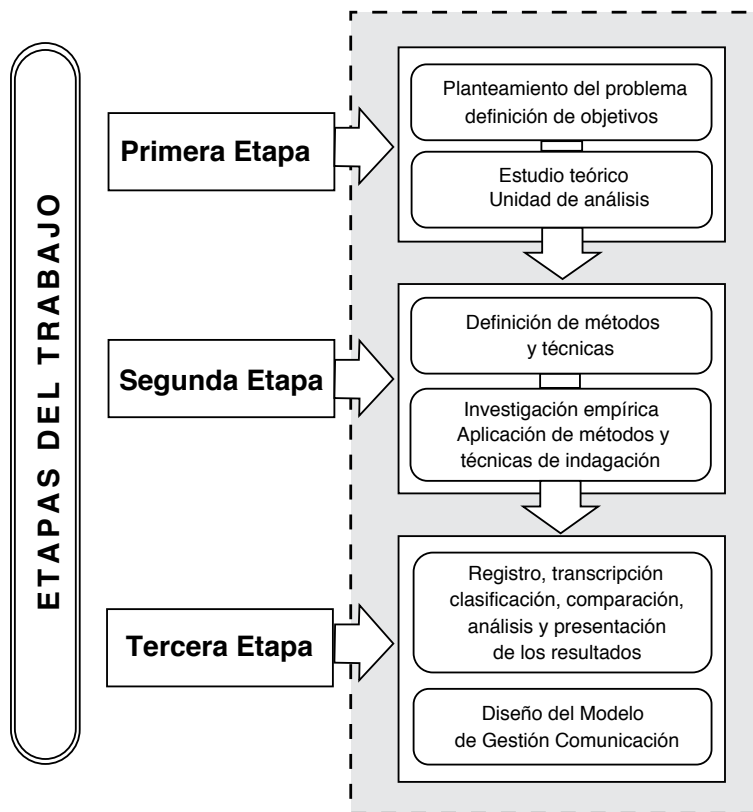 ETAPAS DEL TRABAJO
Primera Etapa
Planteamiento del problema
definición de objetivos
Estudio teórico
Unidad de análisis
Segunda Etapa
Definición de métodos
y técnicas
Investigación empírica
Aplicación de métodos y
técnicas de indagación
Tercera Etapa
Registro, transcripción
clasificación, comparación,
análisis y presentación
de los resultados
Diseño del Modelo
de Gestión Comunicación